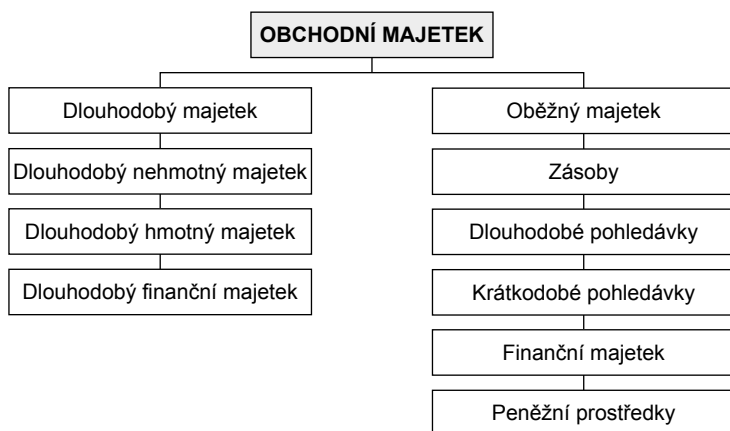 OBCHODNÍ MAJETEK
Dlouhodobý majetek
Dlouhodobý nehmotný majetek
Dlouhodobý hmotný majetek
Dlouhodobý finanční majetek
Oběžný majetek
Zásoby
Dlouhodobé pohledávky
Krátkodobé pohledávky
Finanční majetek
Peněžní prostředky